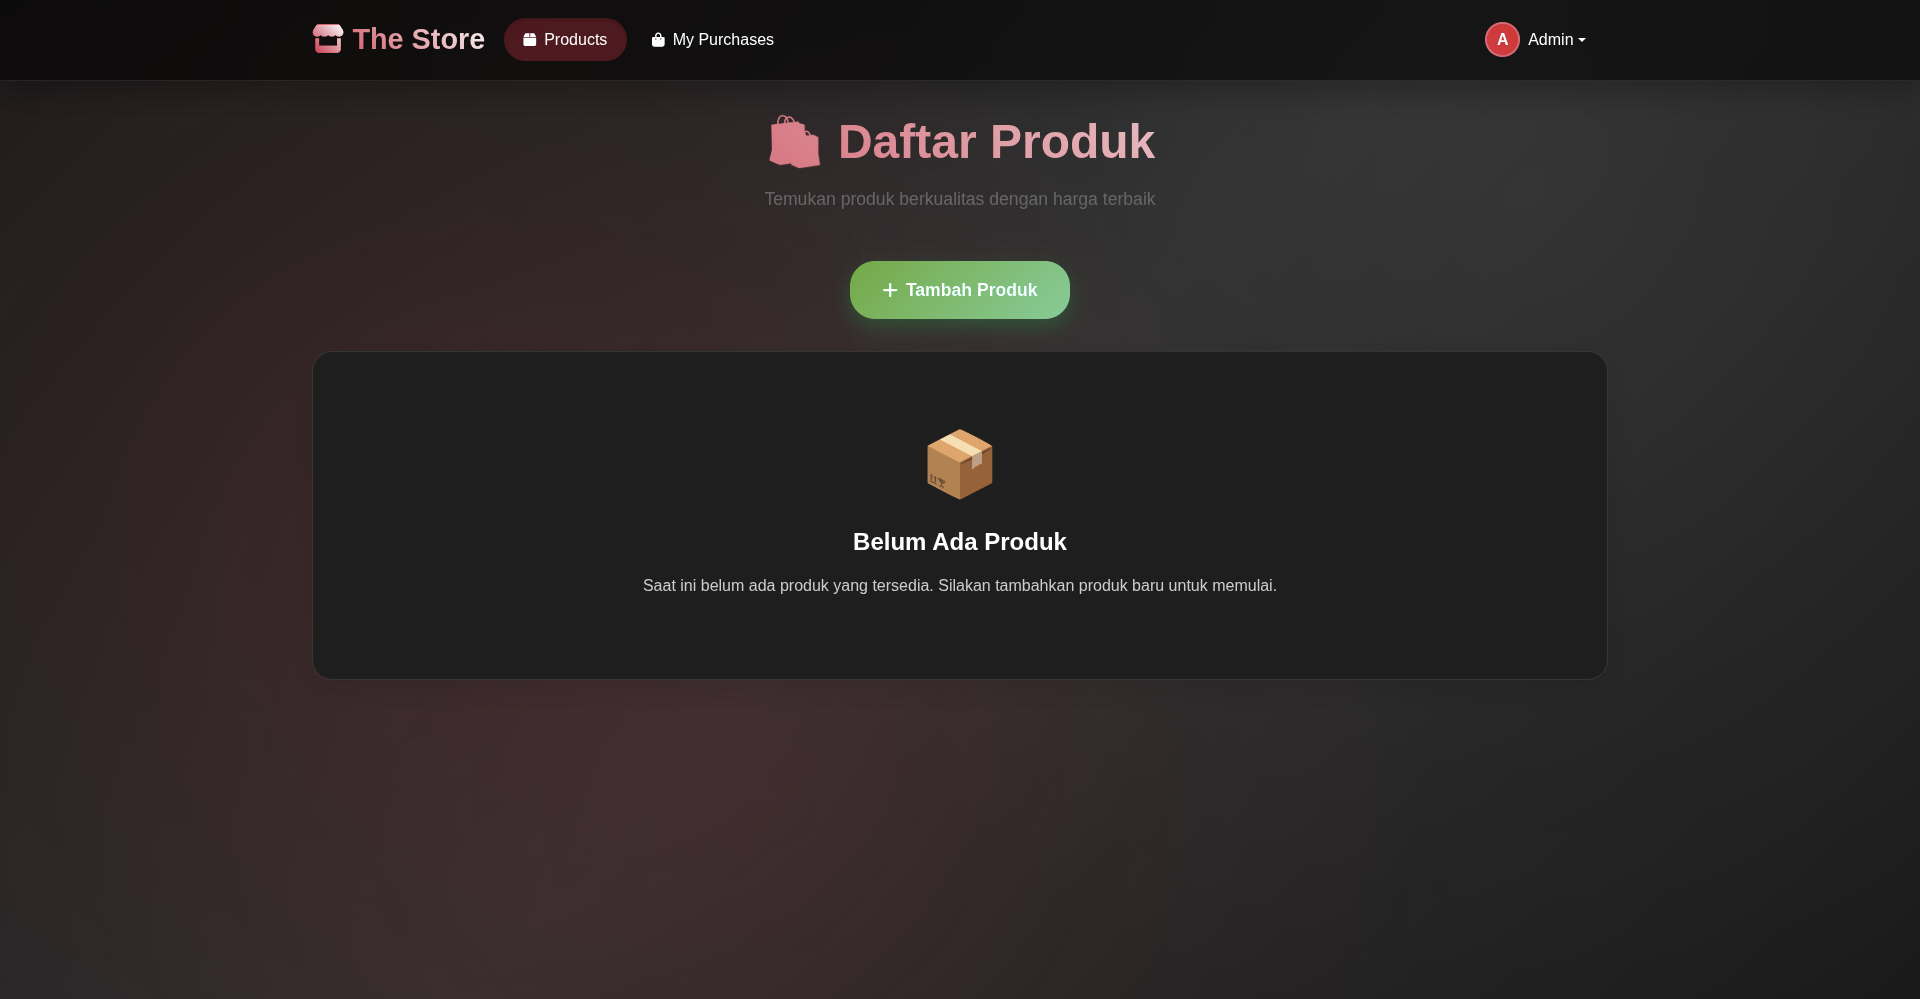 The Store
Products
My Purchases
A
Admin
Daftar Produk
Temukan produk berkualitas dengan harga terbaik
Tambah Produk
Belum Ada Produk
Saat ini belum ada produk yang tersedia. Silakan tambahkan produk baru untuk memulai.